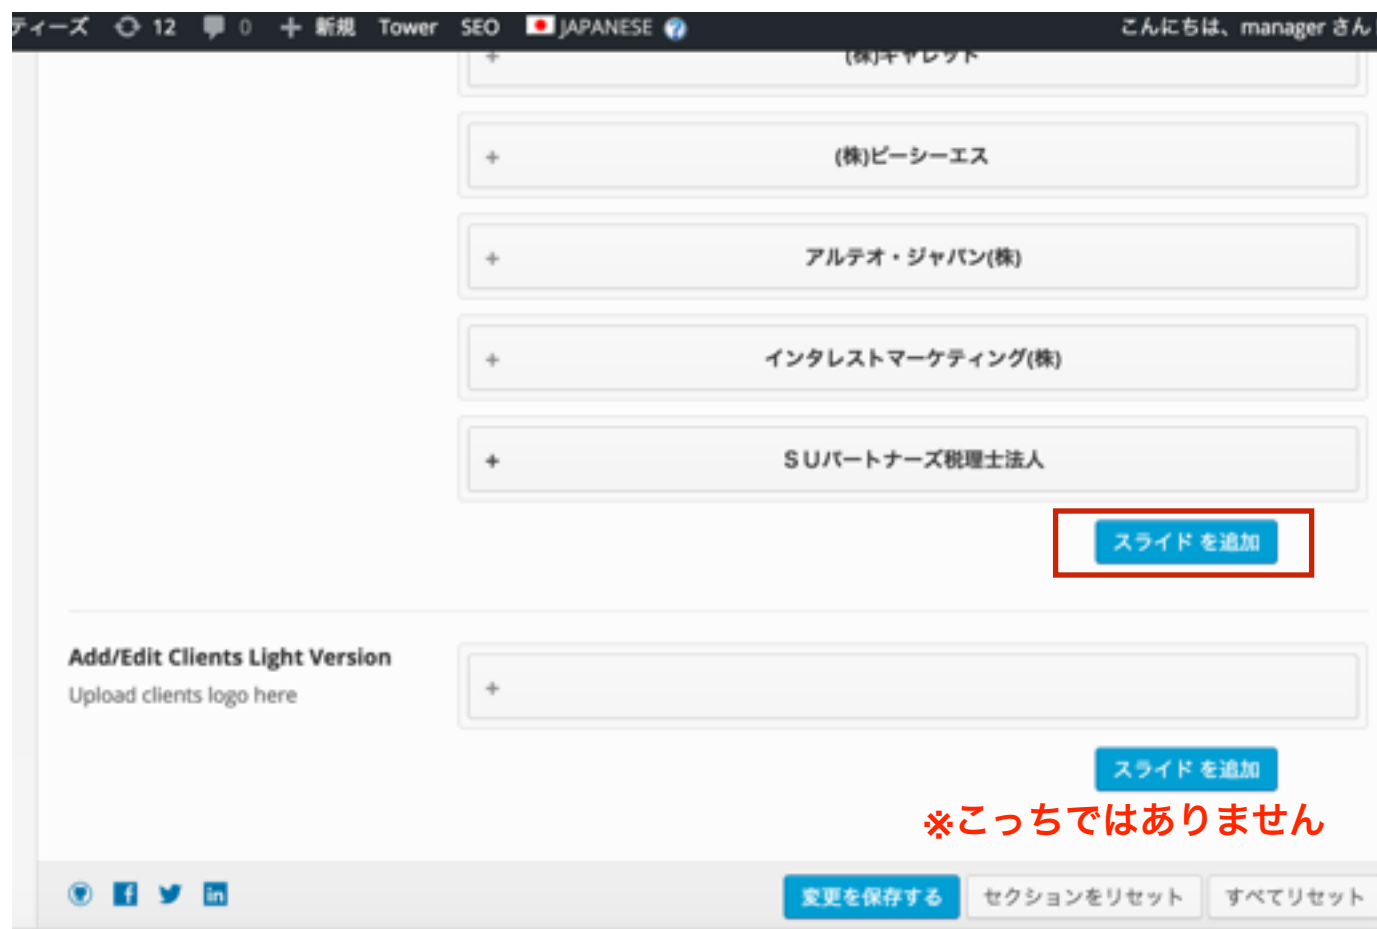 ティーズ 12 0 新規 Tower SEO JAPANESE こんにちは、manager さん
(株)キャレット
(株)ピーシーエス
アルテオ・ジャパン(株)
インタレストマーケティング(株)
ＳＵパートナーズ税理士法人
スライド を追加
Add/Edit Clients Light Version
Upload clients logo here
スライド を追加
※こっちではありません
変更を保存する セクションをリセット すべてリセット